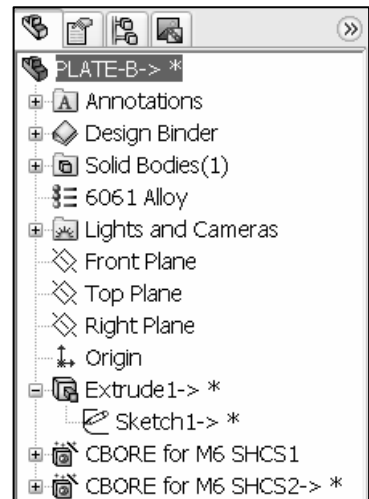 PLATE-B-> *
A Annotations
Design Binder
Solid Bodies(1)
6061 Alloy
Lights and Cameras
Front Plane
Top Plane
Right Plane
Origin
Extrude1-> *
Sketch1-> *
CBORE for M6 SHCS1
CBORE for M6 SHCS2-> *